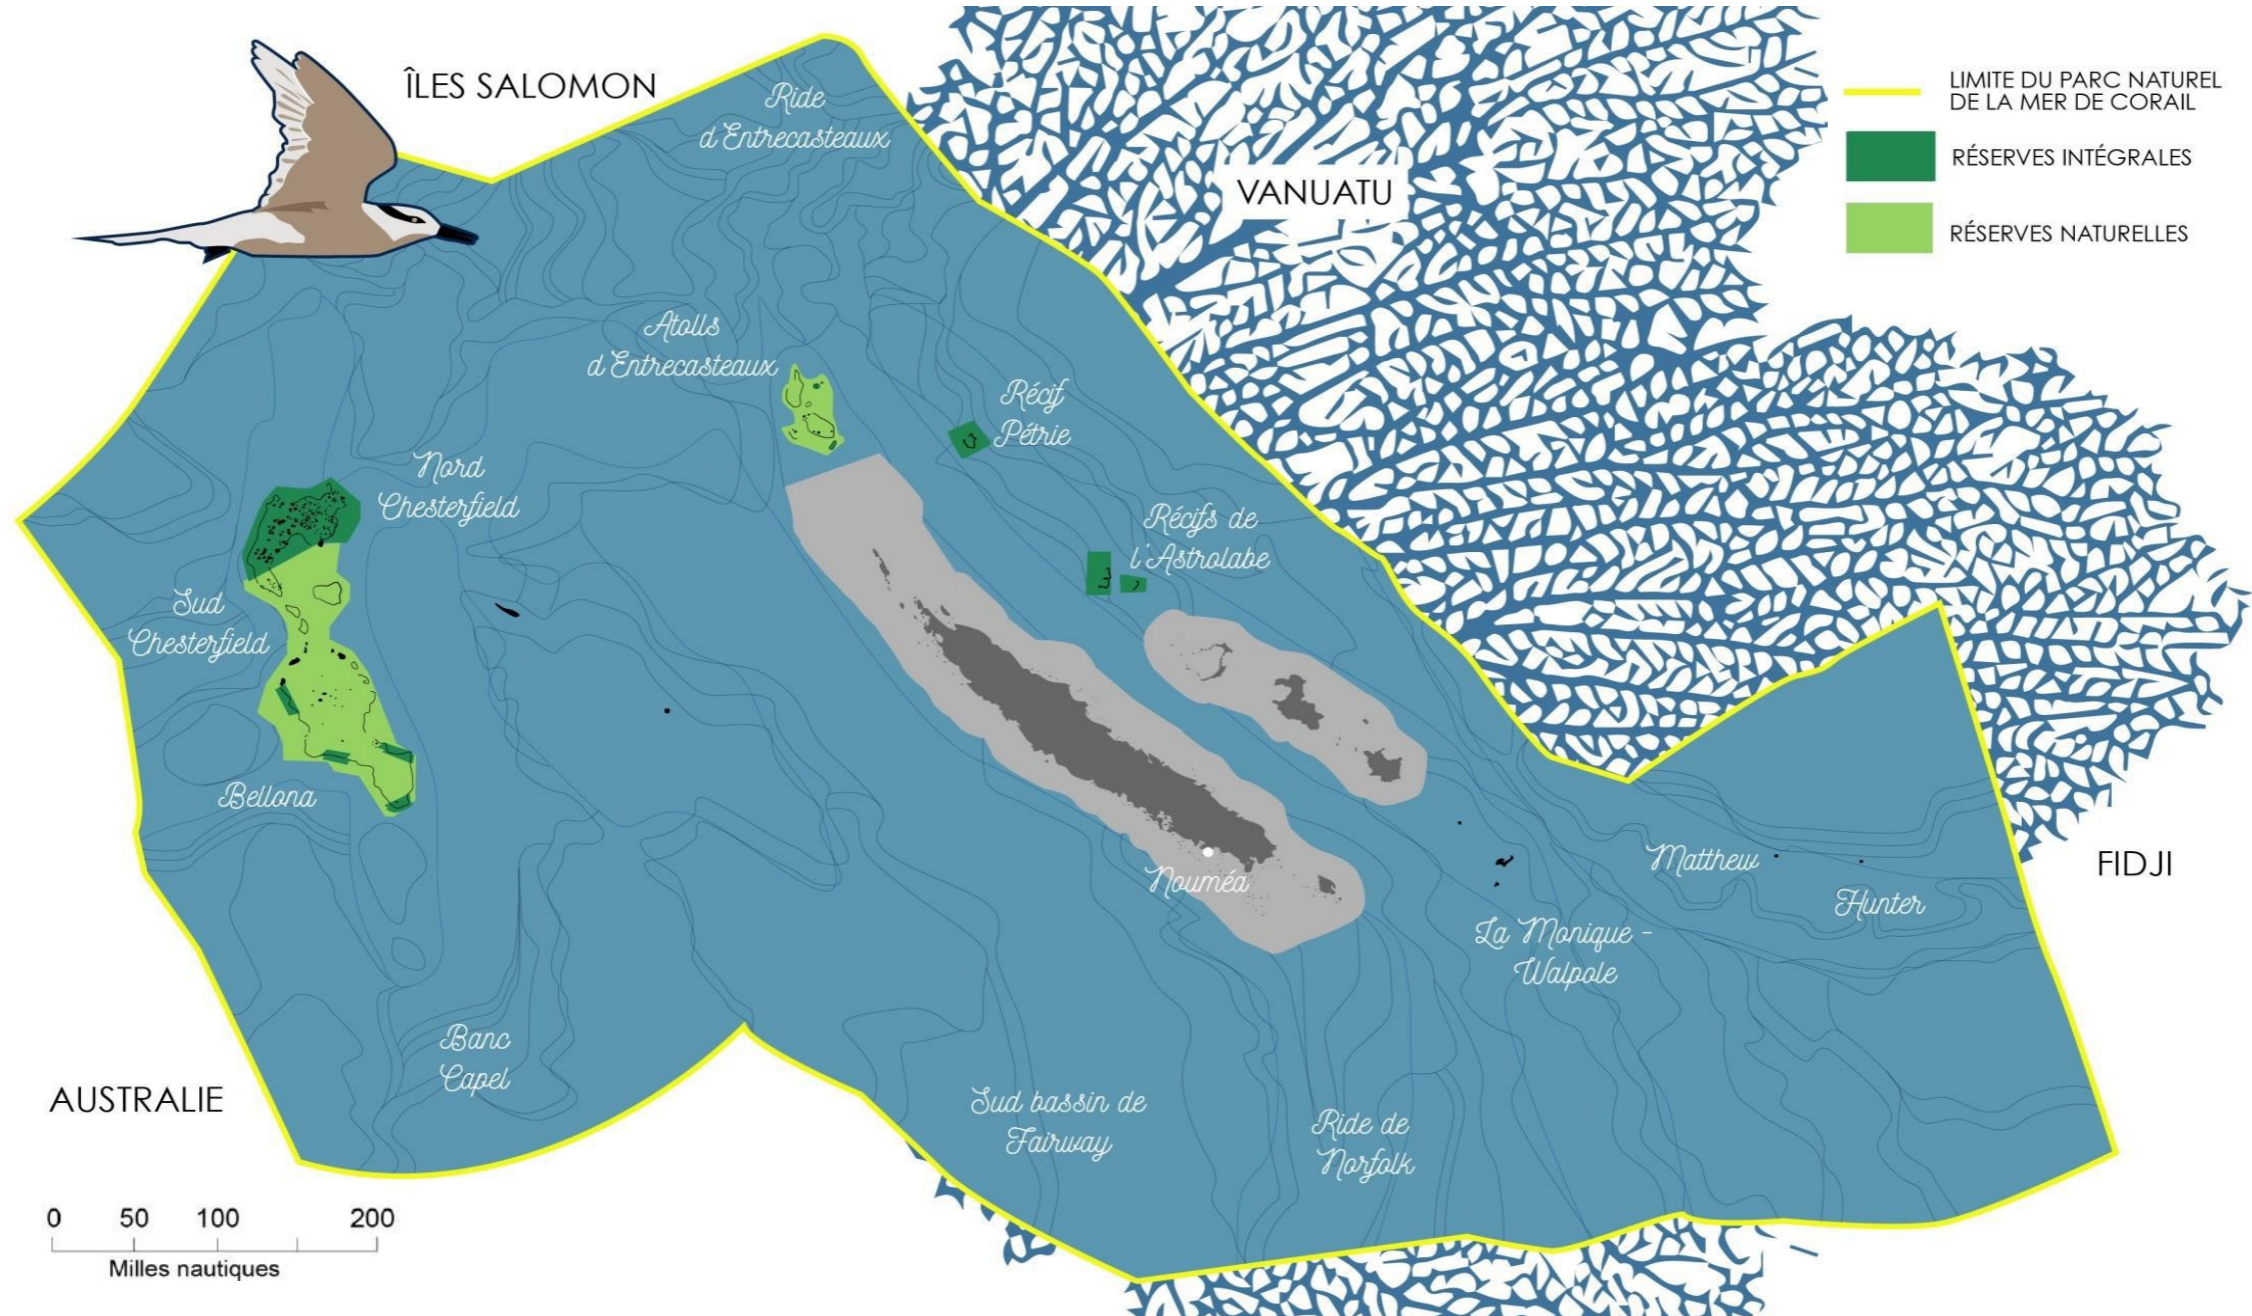 ÎLES SALOMON
Ride
d'Entrecasteaux
VANUATU
LIMITE DU PARC NATUREL
DE LA MER DE CORAIL
RÉSERVES INTÉGRALES
RÉSERVES NATURELLES
Atolls
d'Entrecasteaux
Récif
Pétrie
Nord
Chesterfield
Récifs de
l'Astrolabe
Sud
Chesterfield
Bellona
Nouméa
Matthew
Hunter
FIDJI
La Monique -
Walpole
Banc
Capel
AUSTRALIE
Sud bassin de
Fairway
Ride de
Norfolk
0 50 100 200
Milles nautiques